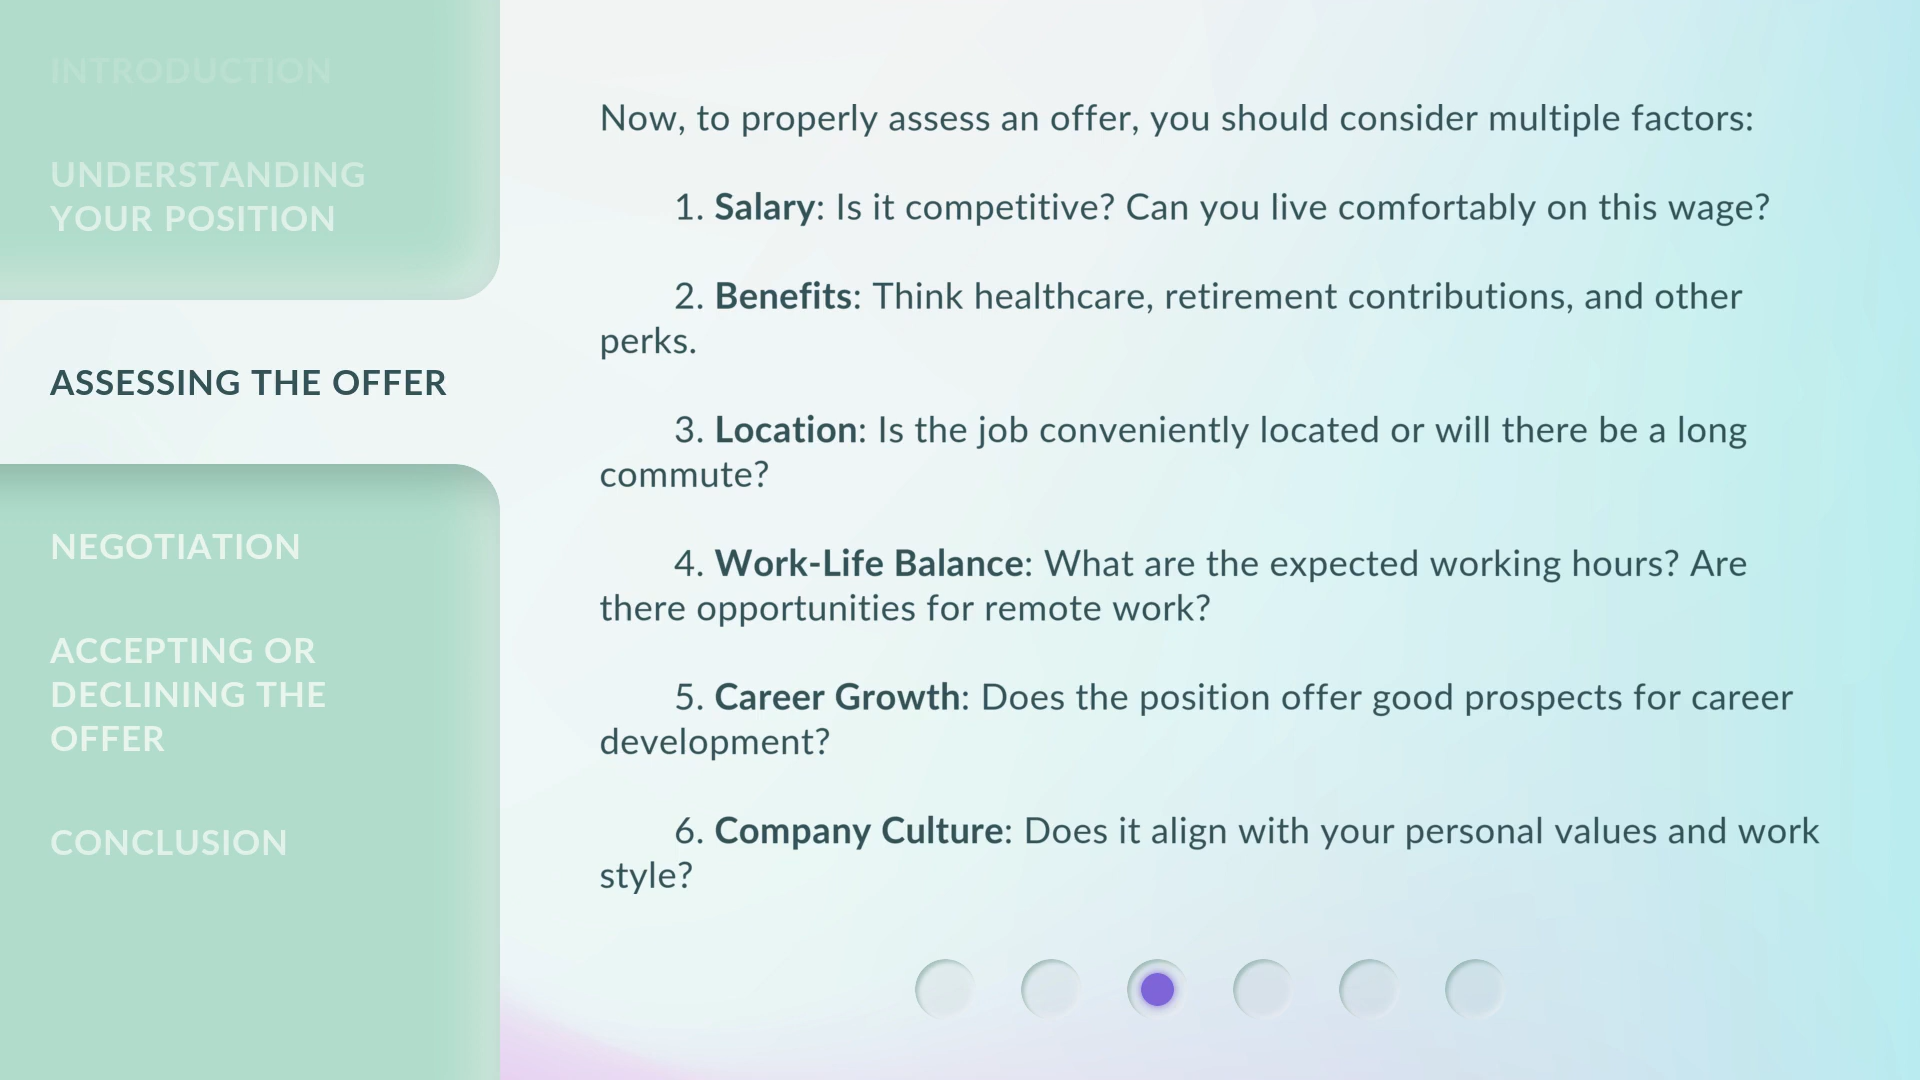 INTRODUCTION
UNDERSTANDING
YOUR POSITION
ASSESSING THE OFFER
NEGOTIATION
ACCEPTING OR
DECLINING THE
OFFER
CONCLUSION
Now, to properly assess an offer, you should consider multiple factors:
1. Salary: Is it competitive? Can you live comfortably on this wage?
2. Benefits: Think healthcare, retirement contributions, and other
perks.
3. Location: Is the job conveniently located or will there be a long
commute?
4. Work-Life Balance: What are the expected working hours? Are
there opportunities for remote work?
5. Career Growth: Does the position offer good prospects for career
development?
6. Company Culture: Does it align with your personal values and work
style?